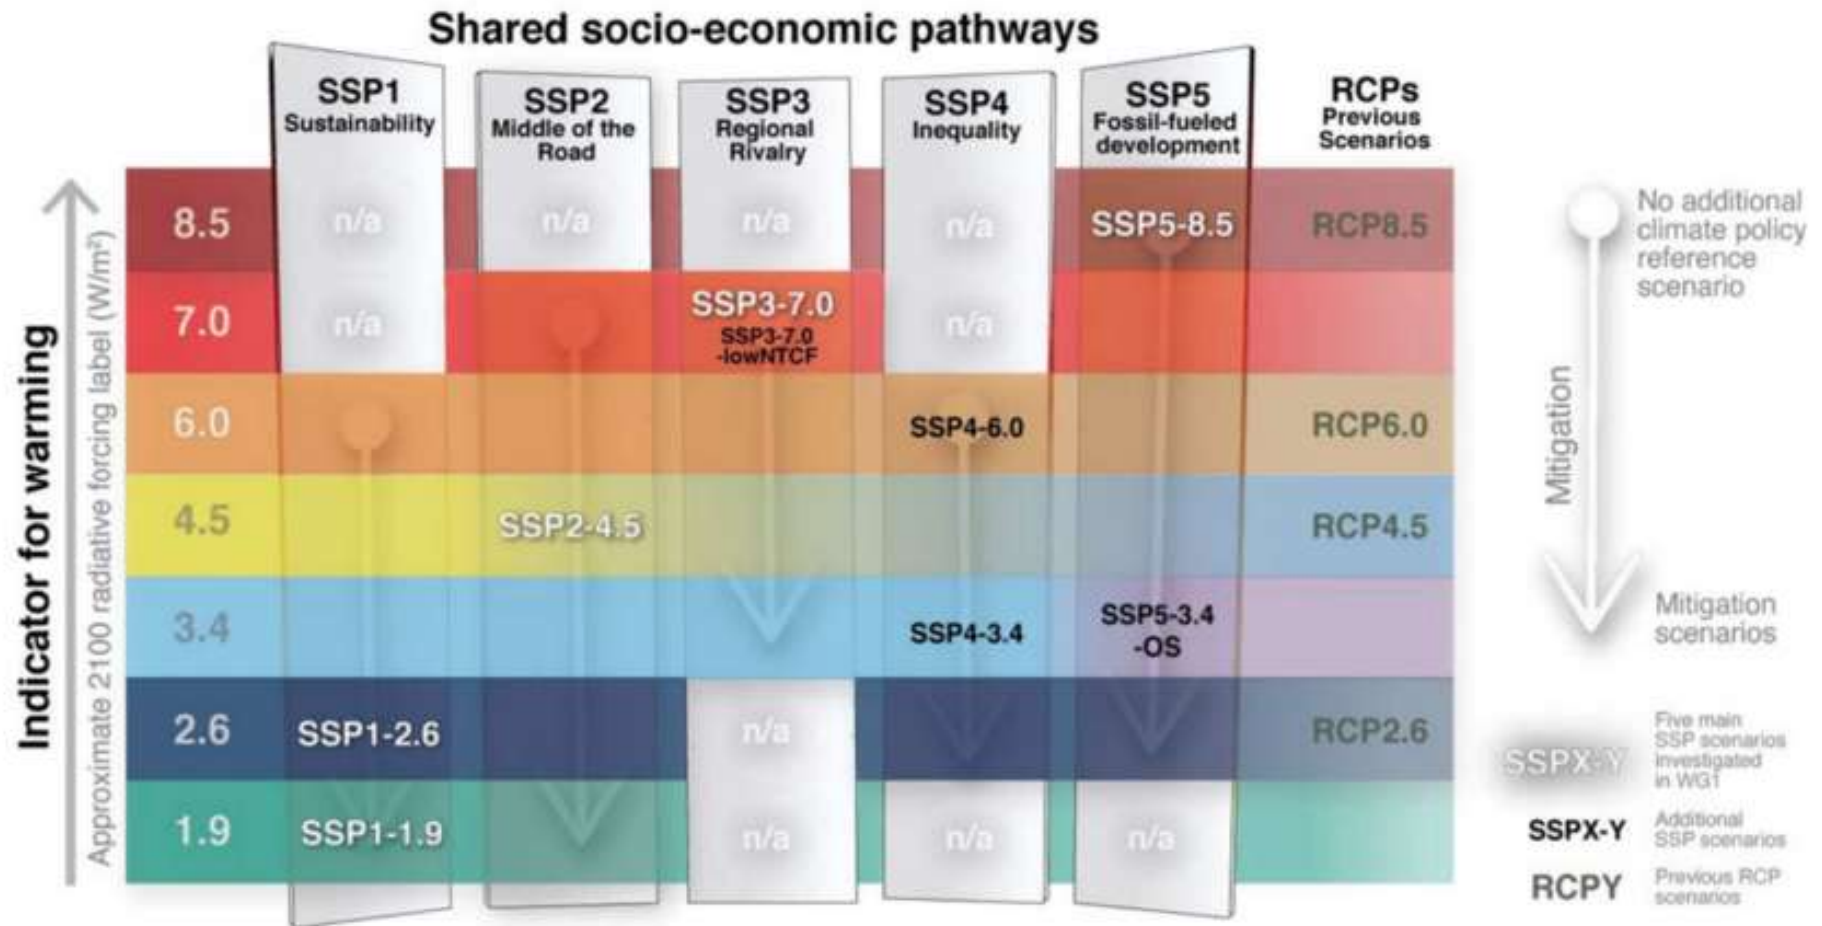 Shared socio-economic pathways
SSP1
Sustainability
SSP2
Middle of the
Road
SSP3
Regional
Rivalry
SSP4
Inequality
SSP5
Fossil-fueled
development
RCPs
Previous
Scenarios
Indicator for warming
Approximate 2100 radiative forcing label (W/m²)
8.5
n/a
n/a
n/a
n/a
SSP5-8.5
RCP8.5
7.0
n/a
SSP3-7.0
SSP3-7.0
-lowNTCF
n/a
6.0
SSP4-6.0
RCP6.0
4.5
SSP2-4.5
RCP4.5
3.4
SSP4-3.4
SSP5-3.4
-OS
2.6
SSP1-2.6
n/a
RCP2.6
1.9
SSP1-1.9
n/a
n/a
n/a
No additional
climate policy
reference
scenario
Mitigation
Mitigation
scenarios
SSPX-Y
Five main
SSP scenarios
investigated
in WG1
SSPX-Y
Additional
SSP scenarios
RCPY
Previous RCP
scenarios